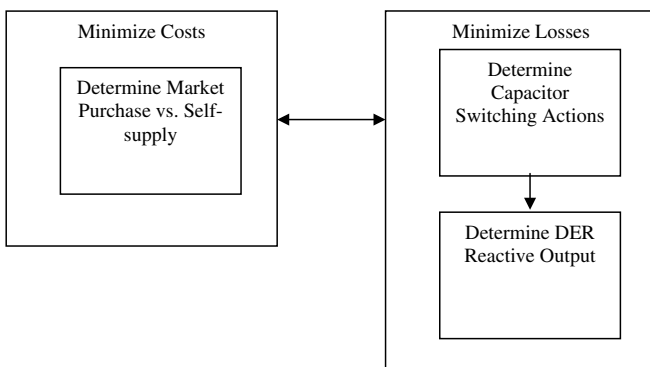 Minimize Costs
Determine Market
Purchase vs. Self-
supply
Minimize Losses
Determine
Capacitor
Switching Actions
Determine DER
Reactive Output